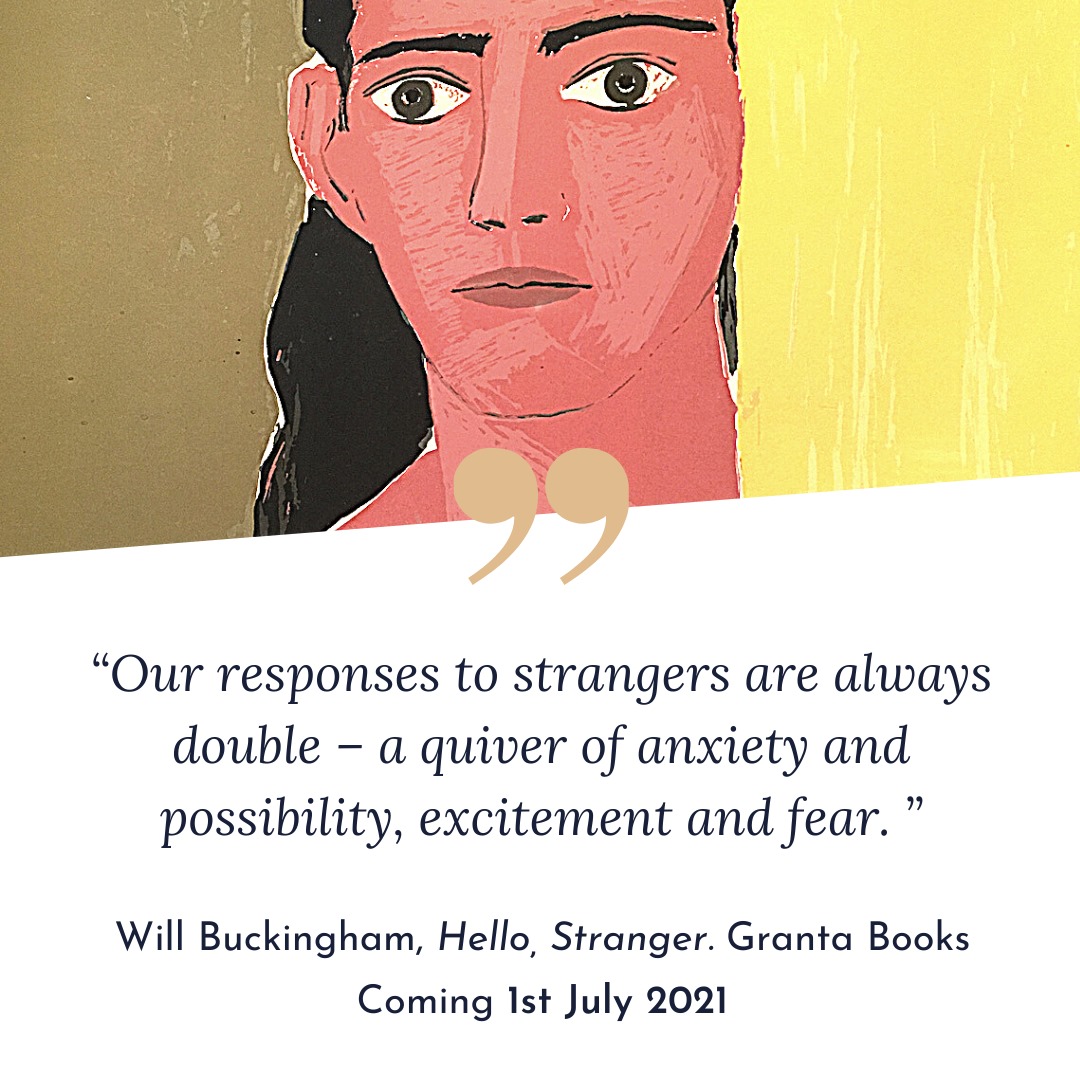 “Our responses to strangers are always
double – a quiver of anxiety and
possibility, excitement and fear. ”
Will Buckingham, Hello, Stranger. Granta Books
Coming 1st July 2021